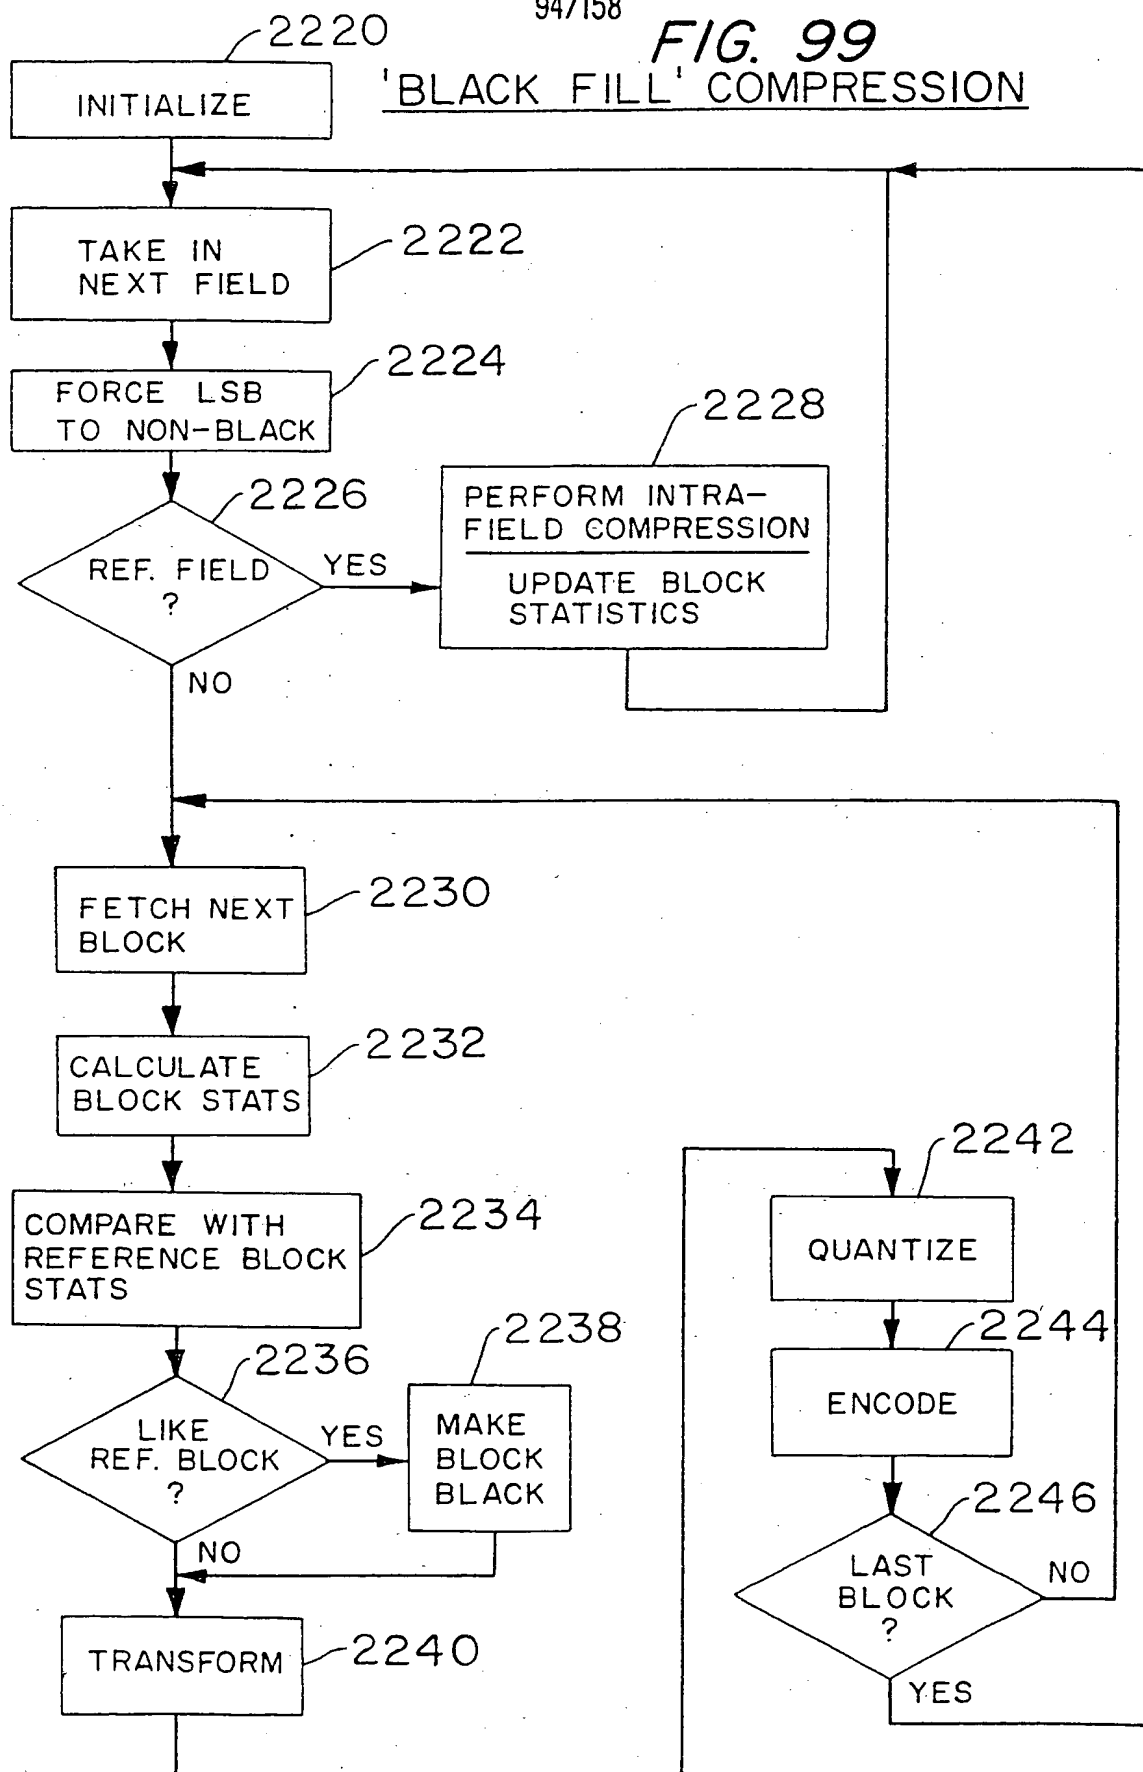 947158
FIG. 99
'BLACK FILL' COMPRESSION
2220
INITIALIZE
2222
TAKE IN
NEXT FIELD
2224
FORCE LSB
TO NON-BLACK
2226
REF. FIELD
?
YES
NO
2228
PERFORM INTRA-
FIELD COMPRESSION
UPDATE BLOCK
STATISTICS
2230
FETCH NEXT
BLOCK
2232
CALCULATE
BLOCK STATS
2234
COMPARE WITH
REFERENCE BLOCK
STATS
2236
LIKE
REF. BLOCK
?
YES
NO
2238
MAKE
BLOCK
BLACK
2240
TRANSFORM
2242
QUANTIZE
2244
ENCODE
2246
LAST
BLOCK
?
NO
YES